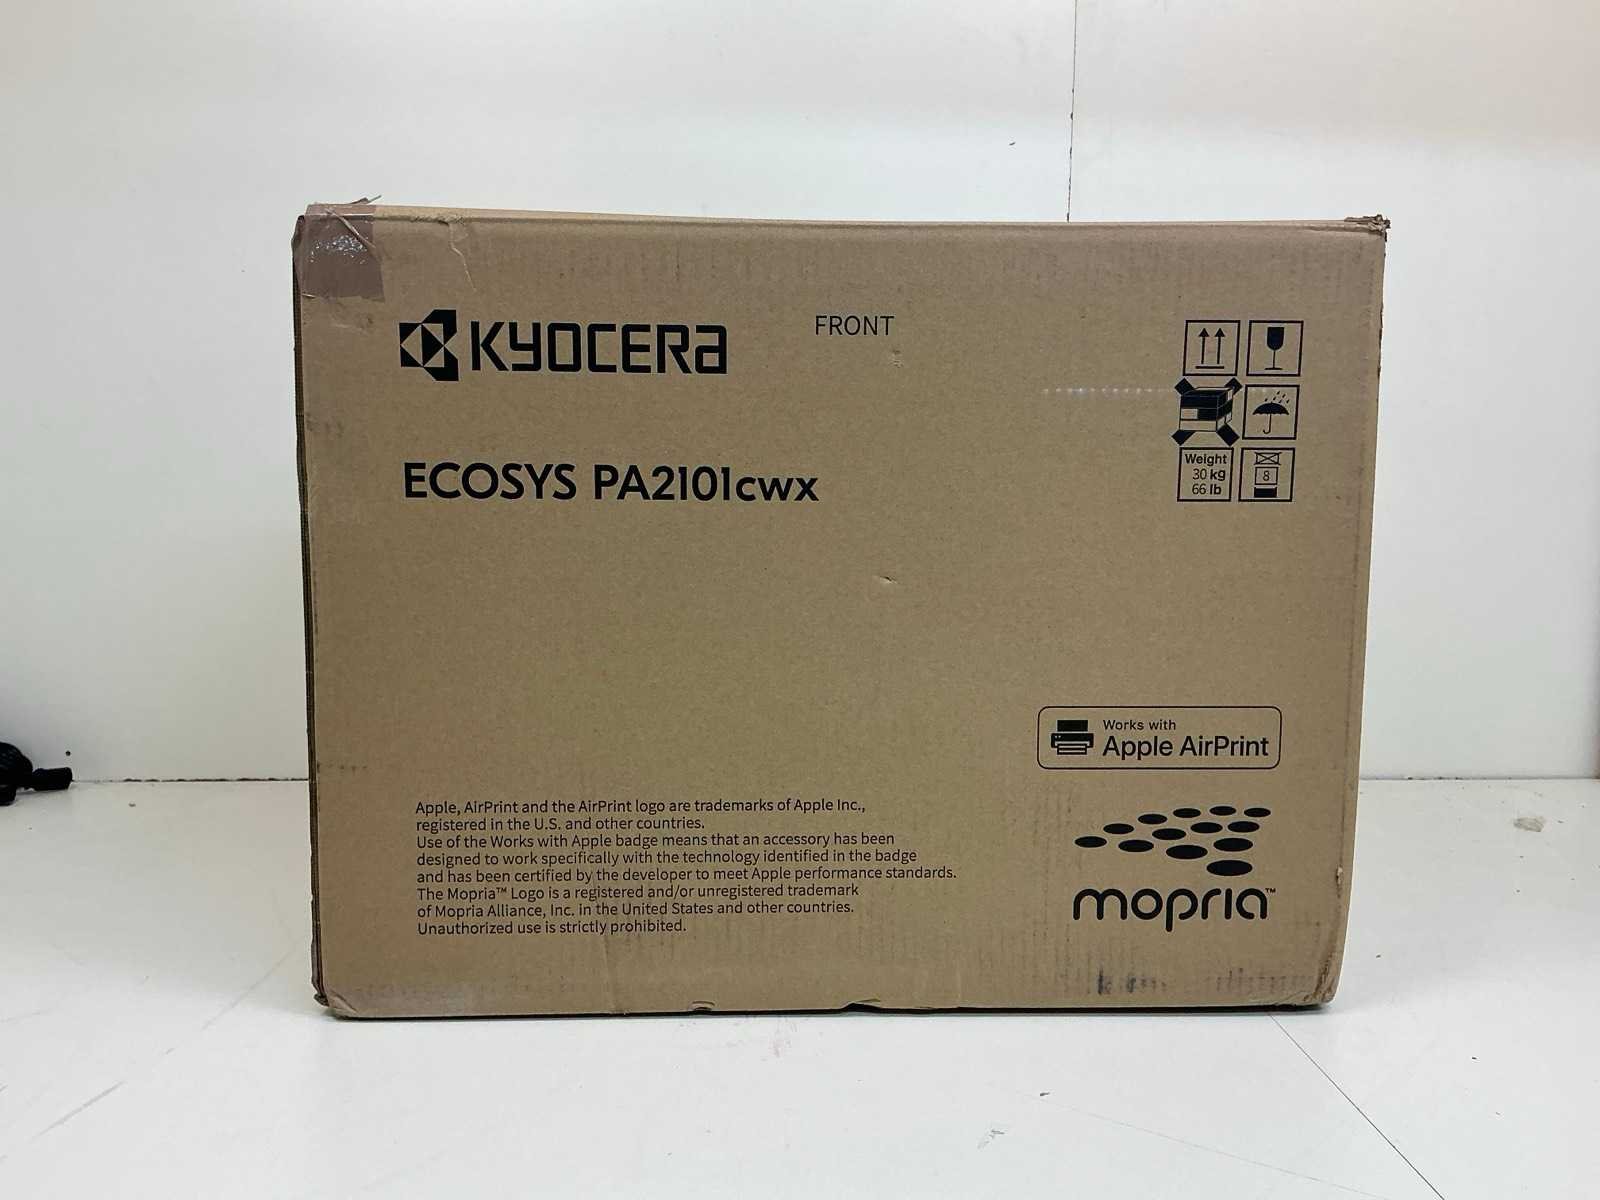 KYOCERA
FRONT
ECOSYS PA2101cwx
Weight
30 kg
66 lb
8
Works with
Apple AirPrint
Apple, AirPrint and the AirPrint logo are trademarks of Apple Inc.,
registered in the U.S. and other countries.
Use of the Works with Apple badge means that an accessory has been
designed to work specifically with the technology identified in the badge
and has been certified by the developer to meet Apple performance standards.
The Mopria™ Logo is a registered and/or unregistered trademark
of Mopria Alliance, Inc. in the United States and other countries.
Unauthorized use is strictly prohibited.
mopria™